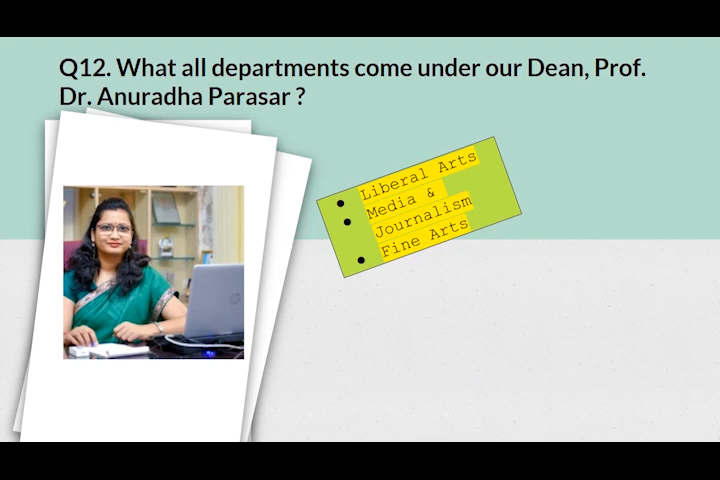 Q12. What all departments come under our Dean, Prof.
Dr. Anuradha Parasar ?
● Liberal Arts
● Media &
Journalism
● Fine Arts